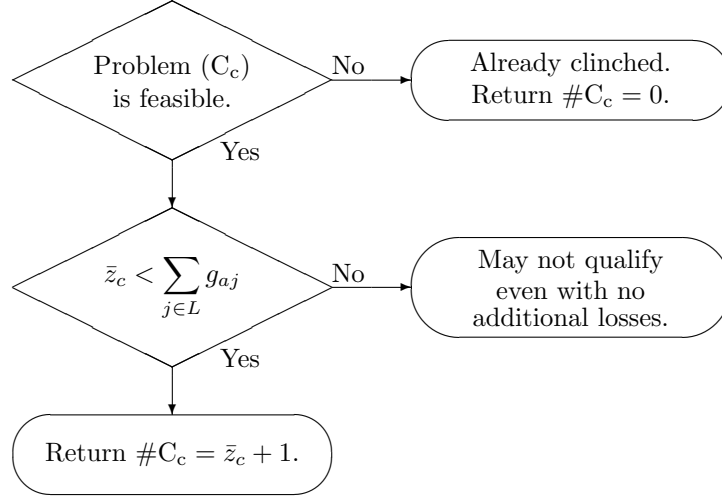 Problem (C_c)
is feasible.
No
Already clinched.
Return #C_c = 0.
Yes
z̄_c < ∑_{j∈L} g_{aj}
No
May not qualify
even with no
additional losses.
Yes
Return #C_c = z̄_c + 1.